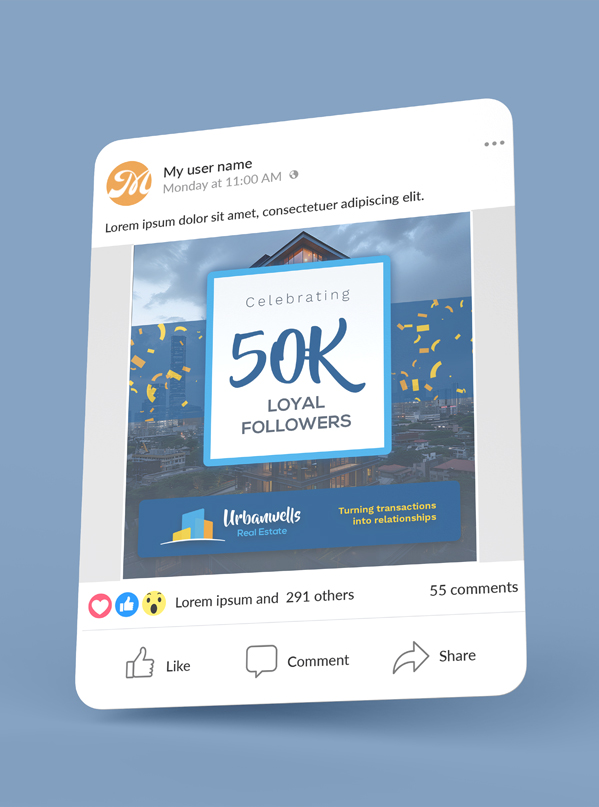 My user name
Monday at 11:00 AM
Lorem ipsum dolor sit amet, consectetuer adipiscing elit.
Celebrating
50K
LOYAL
FOLLOWERS
Urbanwells
Real Estate
Turning transactions
into relationships
Lorem ipsum and 291 others
55 comments
Like
Comment
Share